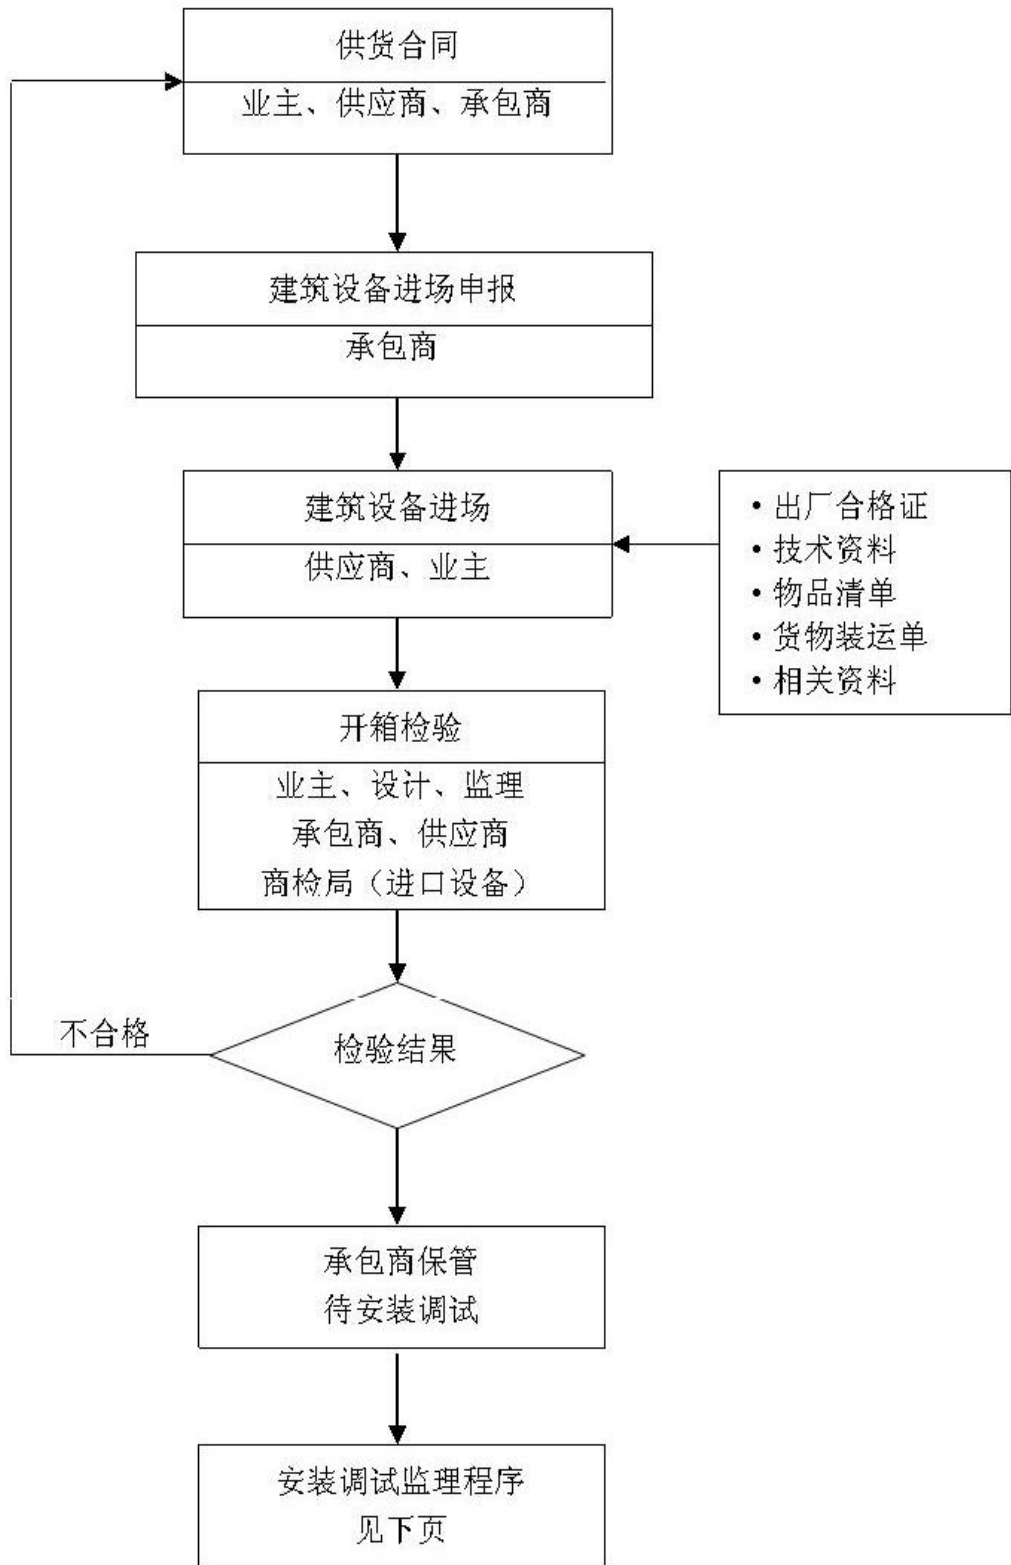 供货合同
业主、供应商、承包商
建筑设备进场申报
承包商
建筑设备进场
供应商、业主
•出厂合格证
•技术资料
•物品清单
•货物装运单
•相关资料
开箱检验
业主、设计、监理
承包商、供应商
商检局（进口设备）
不合格
检验结果
承包商保管
待安装调试
安装调试监理程序
见下页